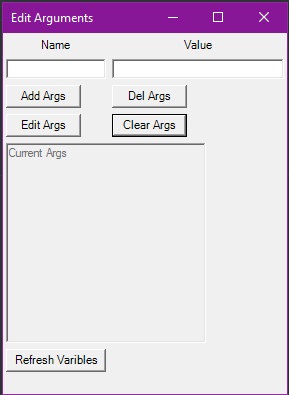 Edit Arguments
Name Value
Add Args Del Args
Edit Args Clear Args
Current Args
Refresh Varibles